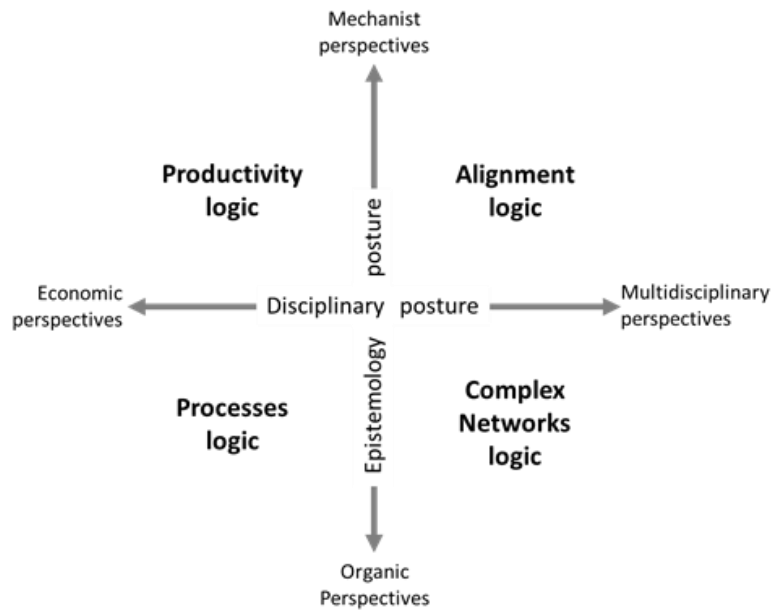 Mechanist
perspectives
Productivity
logic
Alignment
logic
posture
Economic
perspectives
Disciplinary posture
Multidisciplinary
perspectives
Epistemology
Processes
logic
Complex
Networks
logic
Organic
Perspectives